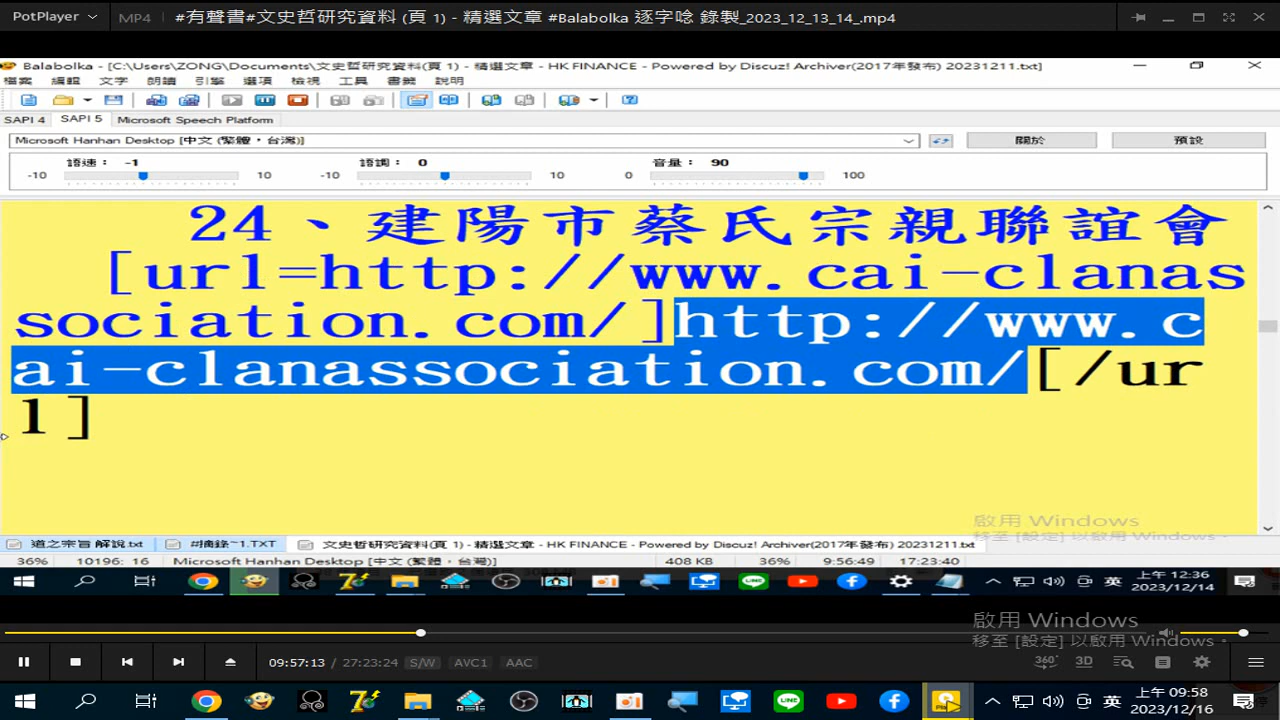 PotPlayer MP4 #有聲書#文史哲研究資料 (頁 1) - 精選文章 #Balabolka 逐字唸 錄製_2023_12_13_14_.mp4
Balabolka - [C:\Users\ZONG\Documents\文史哲研究資料(頁 1) - 精選文章 - HK FINANCE - Powered by Discuz! Archiver(2017年發布) 20231211.txt]
檔案 編輯 文字 朗讀 引擎 選項 檢視 工具 書籤 說明
SAPI 4 SAPI 5 Microsoft Speech Platform
Microsoft Hanhan Desktop [中文 (繁體，台灣)] 關於 預設
語速： -1 語調： 0 音量： 90
-10 10 -10 10 0 100
24、建陽市蔡氏宗親聯誼會
[url=http://www.cai-clanas
sociation.com/]http://www.c
ai-clanassociation.com/[/ur
l]
啟用 Windows
移至 [設定] 以啟用 Windows。
道之宗旨 解說.txt #摘錄~1.TXT 文史哲研究資料(頁 1) - 精選文章 - HK FINANCE - Powered by Discuz! Archiver(2017年發布) 20231211.txt
36% 10196: 16 Microsoft Hanhan Desktop [中文 (繁體，台灣)] 408 KB 36% 9:56:49 17:23:40
英 上午 12:36
2023/12/14
啟用 Windows
移至 [設定] 以啟用 Windows。
09:57:13 / 27:23:24 S/W AVC1 AAC 360° 3D
英 上午 09:58
2023/12/16